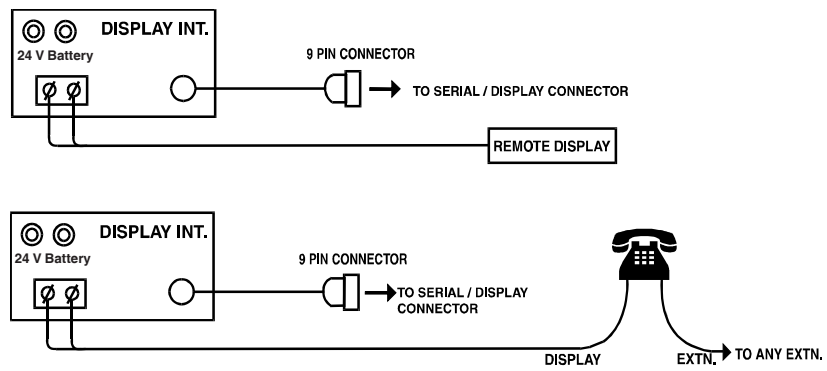 DISPLAY INT.
24 V Battery
9 PIN CONNECTOR
TO SERIAL / DISPLAY CONNECTOR
REMOTE DISPLAY
DISPLAY INT.
24 V Battery
9 PIN CONNECTOR
TO SERIAL / DISPLAY
CONNECTOR
DISPLAY
EXTN.
TO ANY EXTN.